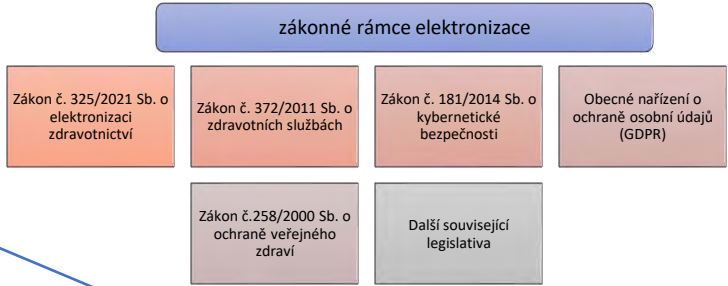 zákonné rámce elektronizace
Zákon č. 325/2021 Sb. o
elektronizaci
zdravotnictví
Zákon č. 372/2011 Sb. o
zdravotních službách
Zákon č. 181/2014 Sb. o
kybernetické
bezpečnosti
Obecné nařízení o
ochraně osobní údajů
(GDPR)
Zákon č.258/2000 Sb. o
ochraně veřejného
zdraví
Další související
legislativa